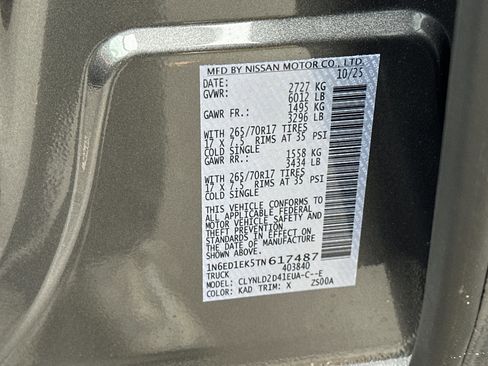 MFD BY NISSAN MOTOR CO., LTD.
DATE: 10/25
GVWR: 2727 KG
6012 LB
GAWR FR.: 1495 KG
3296 LB
WITH 265/70R17 TIRES
17 X 7.5 RIMS AT 35 PSI
COLD SINGLE
GAWR RR.: 1558 KG
3434 LB
WITH 265/70R17 TIRES
17 X 7.5 RIMS AT 35 PSI
COLD SINGLE
THIS VEHICLE CONFORMS TO
ALL APPLICABLE FEDERAL
MOTOR VEHICLE SAFETY
STANDARDS IN EFFECT ON
THE DATE OF MANUFACTURE
SHOWN ABOVE.
1N6ED1EK5TN617487
TRUCK 403840
MODEL: CLYNLD2D41EUA-C--E
COLOR: KAD TRIM: X ZS00A